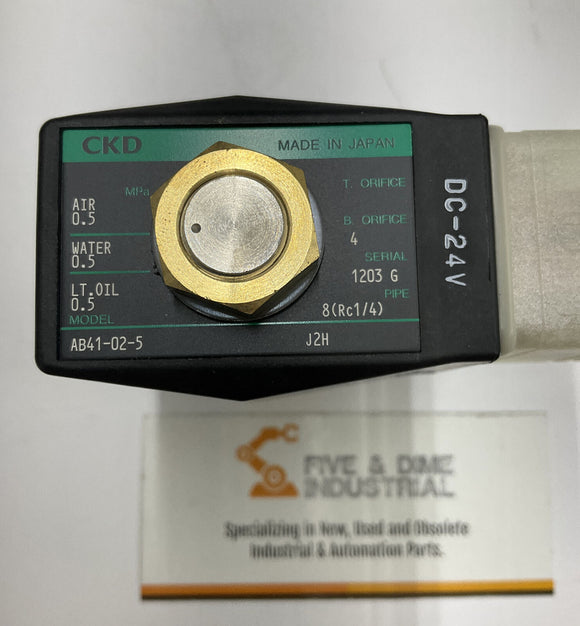 CKD
MADE IN JAPAN
MPa
T. ORIFICE
AIR
0.5
B. ORIFICE
4
WATER
0.5
SERIAL
1203 G
LT.OIL
0.5
PIPE
8(Rc1/4)
MODEL
AB41-02-5
J2H
DC-24V
FIVE & DIME
INDUSTRIAL
Specializing in New, Used and Obsolete
Industrial & Automation Parts.